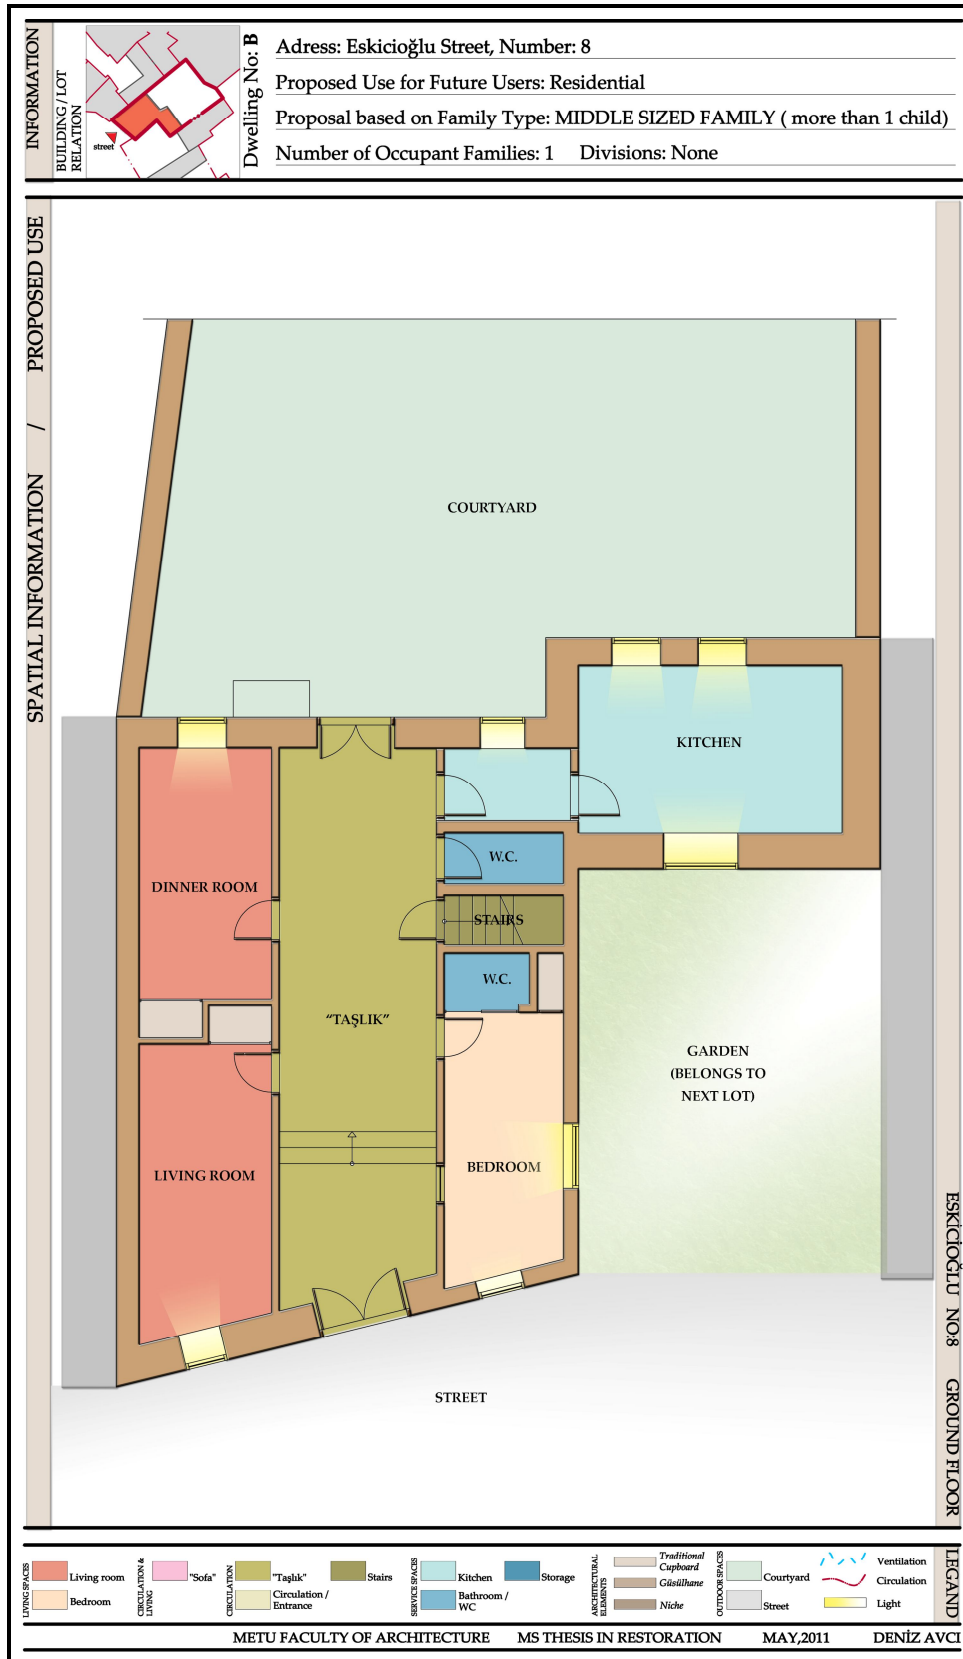 INFORMATION
BUILDING / LOT
RELATION
street
Dwelling No: B
Adress: Eskicioğlu Street, Number: 8
Proposed Use for Future Users: Residential
Proposal based on Family Type: MIDDLE SIZED FAMILY ( more than 1 child)
Number of Occupant Families: 1 Divisions: None
SPATIAL INFORMATION / PROPOSED USE
COURTYARD
KITCHEN
W.C.
DINNER ROOM
STAIRS
W.C.
"TAŞLIK"
GARDEN
(BELONGS TO
NEXT LOT)
LIVING ROOM
BEDROOM
STREET
ESKİCİOĞLU NO:8 GROUND FLOOR
LIVING SPACES
Living room
Bedroom
CIRCULATION &
LIVING
"Sofa"
CIRCULATION
"Taşlık"
Circulation /
Entrance
Stairs
SERVICE SPACES
Kitchen
Bathroom /
WC
Storage
ARCHITECTURAL
ELEMENTS
Traditional
Cupboard
Güsülhane
Niche
OUTDOOR SPACES
Courtyard
Street
Ventilation
Circulation
Light
LEGAND
METU FACULTY OF ARCHITECTURE MS THESIS IN RESTORATION MAY,2011 DENİZ AVCI